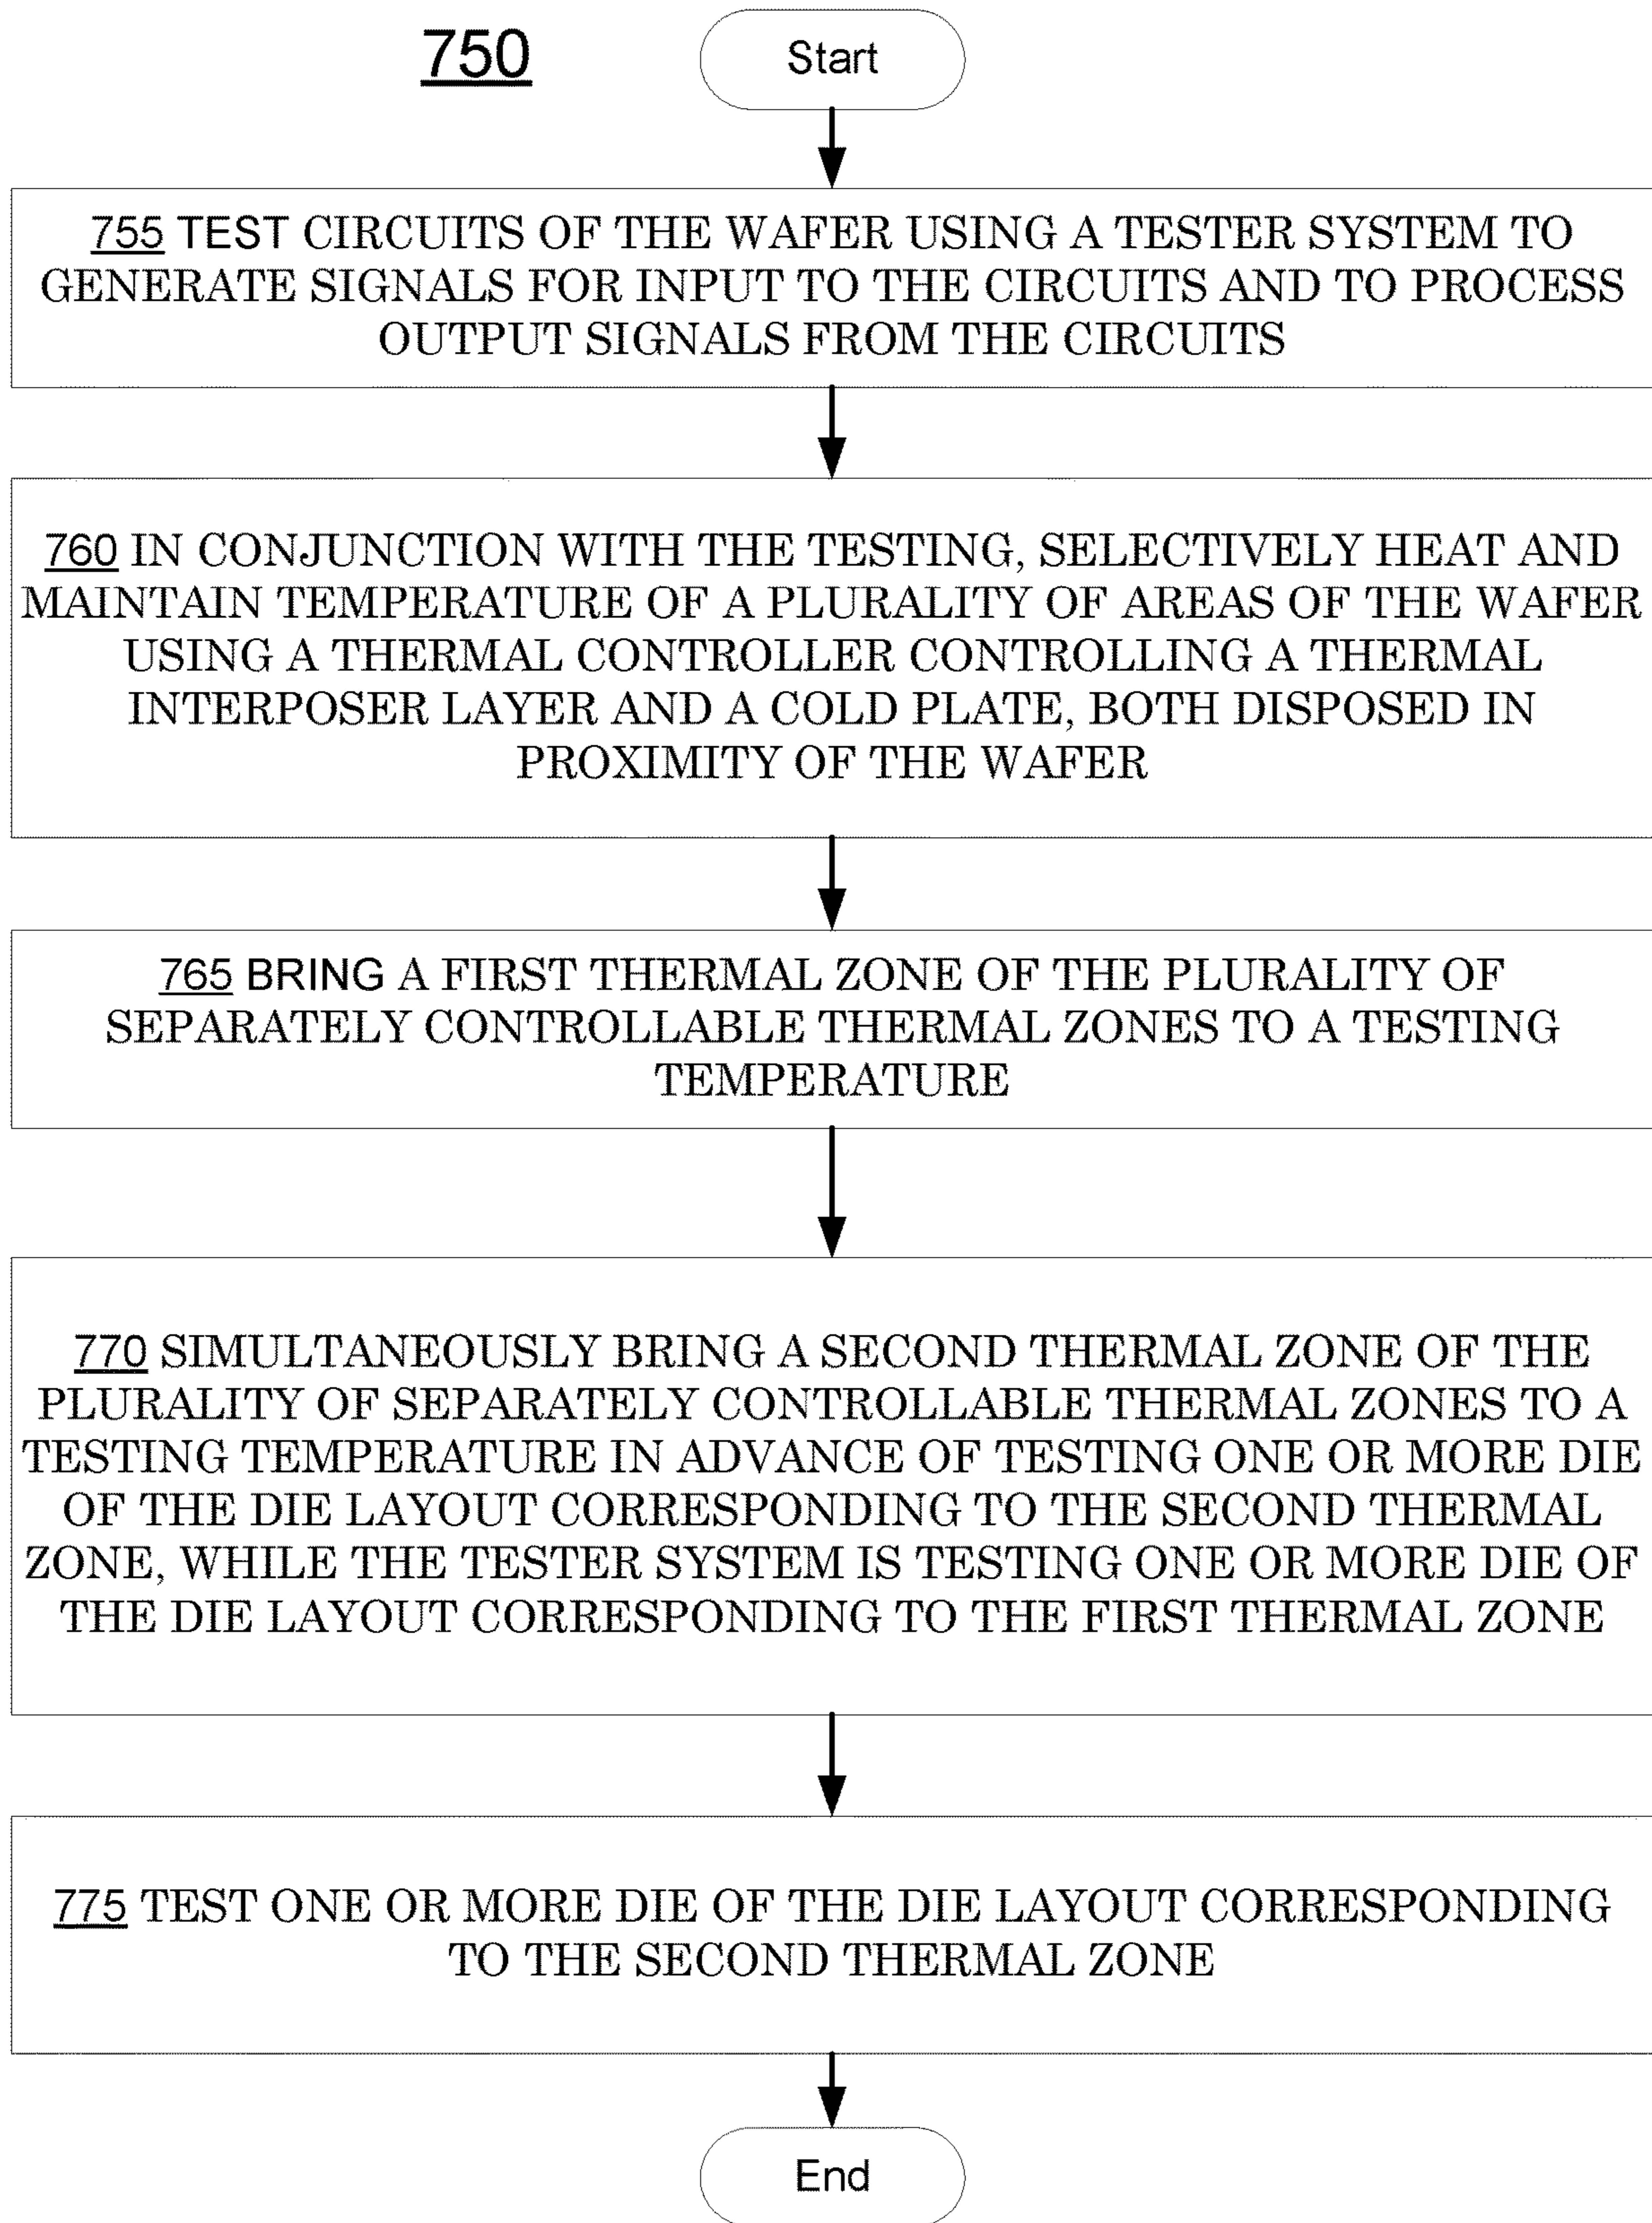 750
Start
755 TEST CIRCUITS OF THE WAFER USING A TESTER SYSTEM TO
GENERATE SIGNALS FOR INPUT TO THE CIRCUITS AND TO PROCESS
OUTPUT SIGNALS FROM THE CIRCUITS
760 IN CONJUNCTION WITH THE TESTING, SELECTIVELY HEAT AND
MAINTAIN TEMPERATURE OF A PLURALITY OF AREAS OF THE WAFER
USING A THERMAL CONTROLLER CONTROLLING A THERMAL
INTERPOSER LAYER AND A COLD PLATE, BOTH DISPOSED IN
PROXIMITY OF THE WAFER
765 BRING A FIRST THERMAL ZONE OF THE PLURALITY OF
SEPARATELY CONTROLLABLE THERMAL ZONES TO A TESTING
TEMPERATURE
770 SIMULTANEOUSLY BRING A SECOND THERMAL ZONE OF THE
PLURALITY OF SEPARATELY CONTROLLABLE THERMAL ZONES TO A
TESTING TEMPERATURE IN ADVANCE OF TESTING ONE OR MORE DIE
OF THE DIE LAYOUT CORRESPONDING TO THE SECOND THERMAL
ZONE, WHILE THE TESTER SYSTEM IS TESTING ONE OR MORE DIE OF
THE DIE LAYOUT CORRESPONDING TO THE FIRST THERMAL ZONE
775 TEST ONE OR MORE DIE OF THE DIE LAYOUT CORRESPONDING
TO THE SECOND THERMAL ZONE
End